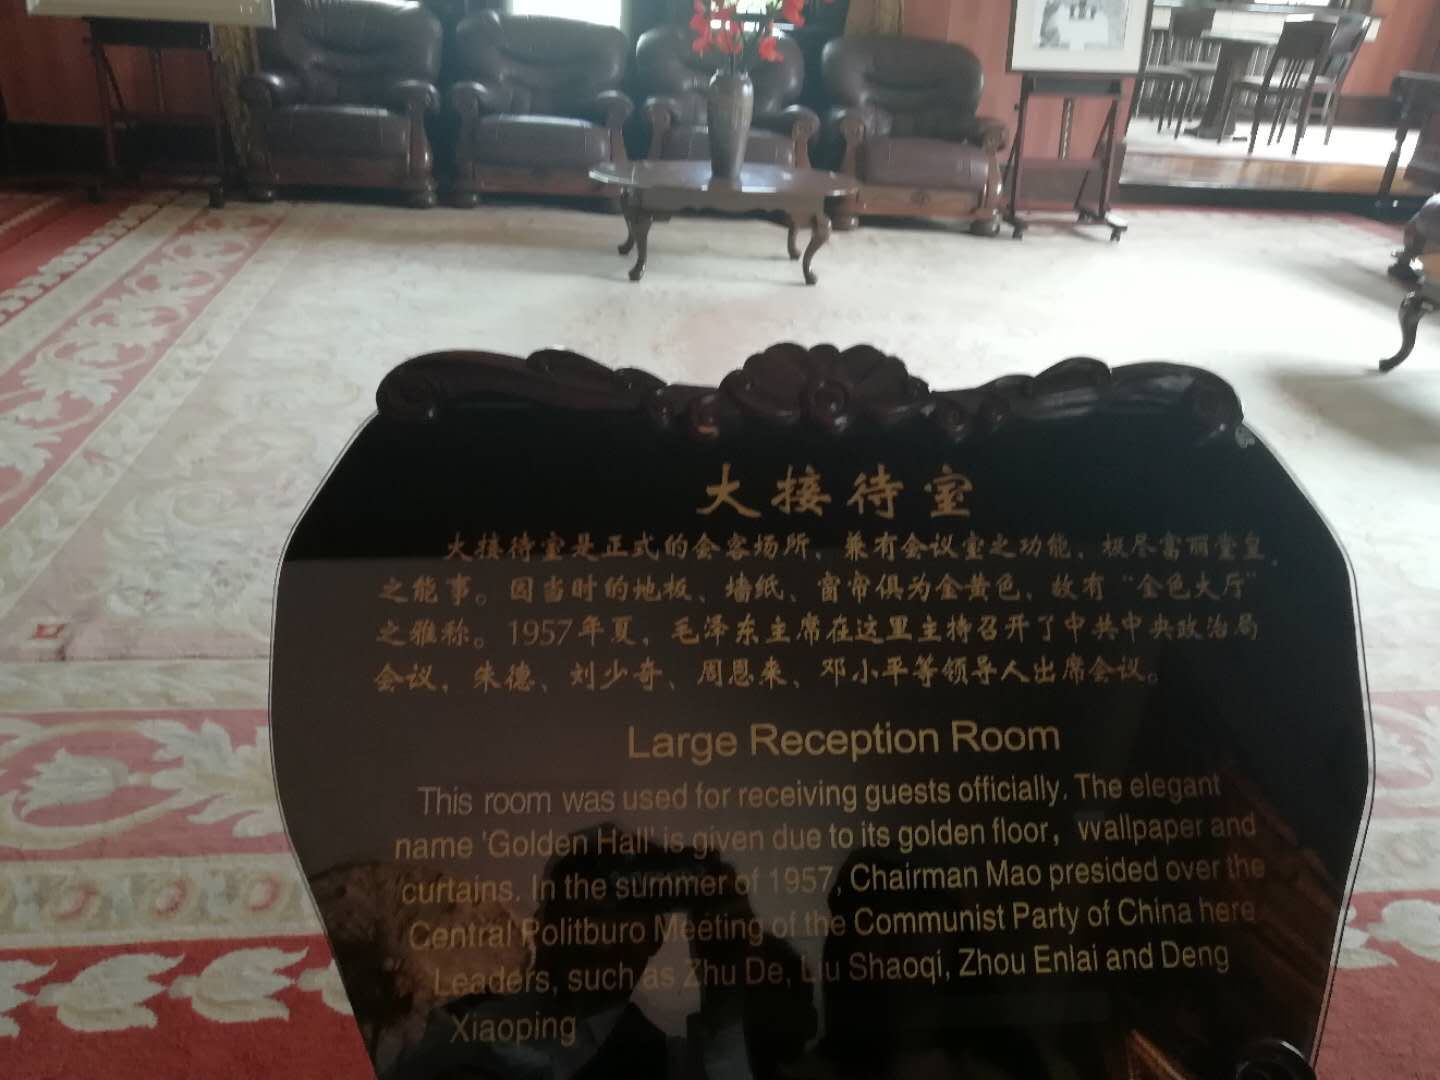 大接待室
大接待室是正式的会客场所，兼有会议室之功能，极尽富丽堂皇
之能事。因当时的地板、墙纸、窗帘俱为金黄色，故有“金色大厅”
之雅称。1957年夏，毛泽东主席在这里主持召开了中共中央政治局
会议，朱德、刘少奇、周恩来、邓小平等领导人出席会议。
Large Reception Room
This room was used for receiving guests officially. The elegant
name 'Golden Hall' is given due to its golden floor, wallpaper and
curtains. In the summer of 1957, Chairman Mao presided over the
Central Politburo Meeting of the Communist Party of China here.
Leaders, such as Zhu De, Liu Shaoqi, Zhou Enlai and Deng
Xiaoping